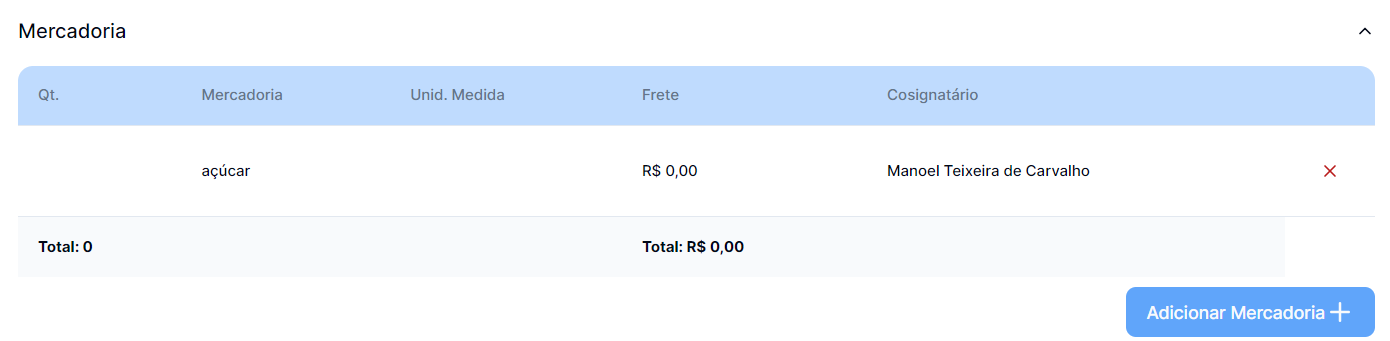 Mercadoria
Qt. Mercadoria Unid. Medida Frete Cosignatário
açúcar R$ 0,00 Manoel Teixeira de Carvalho
Total: 0 Total: R$ 0,00
Adicionar Mercadoria